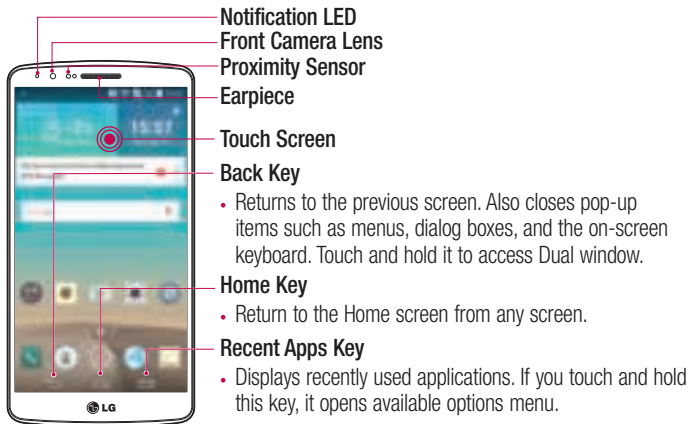 Notification LED
Front Camera Lens
Proximity Sensor
Earpiece
Touch Screen
Back Key
• Returns to the previous screen. Also closes pop-up
items such as menus, dialog boxes, and the on-screen
keyboard. Touch and hold it to access Dual window.
Home Key
• Return to the Home screen from any screen.
Recent Apps Key
• Displays recently used applications. If you touch and hold
this key, it opens available options menu.
LG